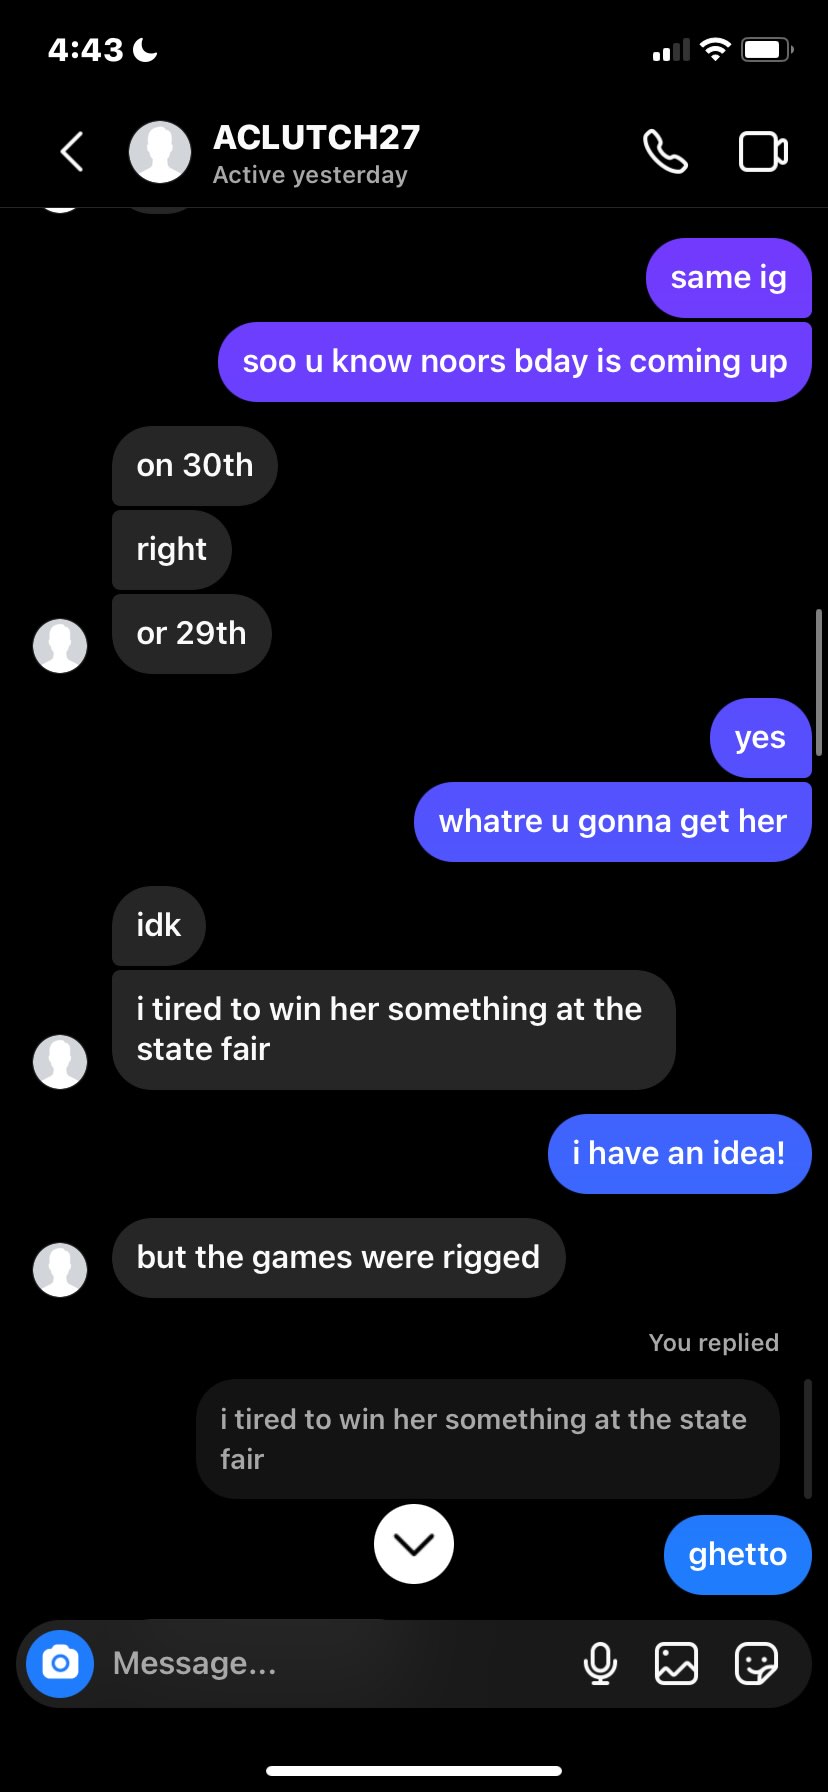 4:43
ACLUTCH27
Active yesterday
same ig
soo u know noors bday is coming up
on 30th
right
or 29th
yes
whatre u gonna get her
idk
i tired to win her something at the
state fair
i have an idea!
but the games were rigged
You replied
i tired to win her something at the state
fair
ghetto
Message...